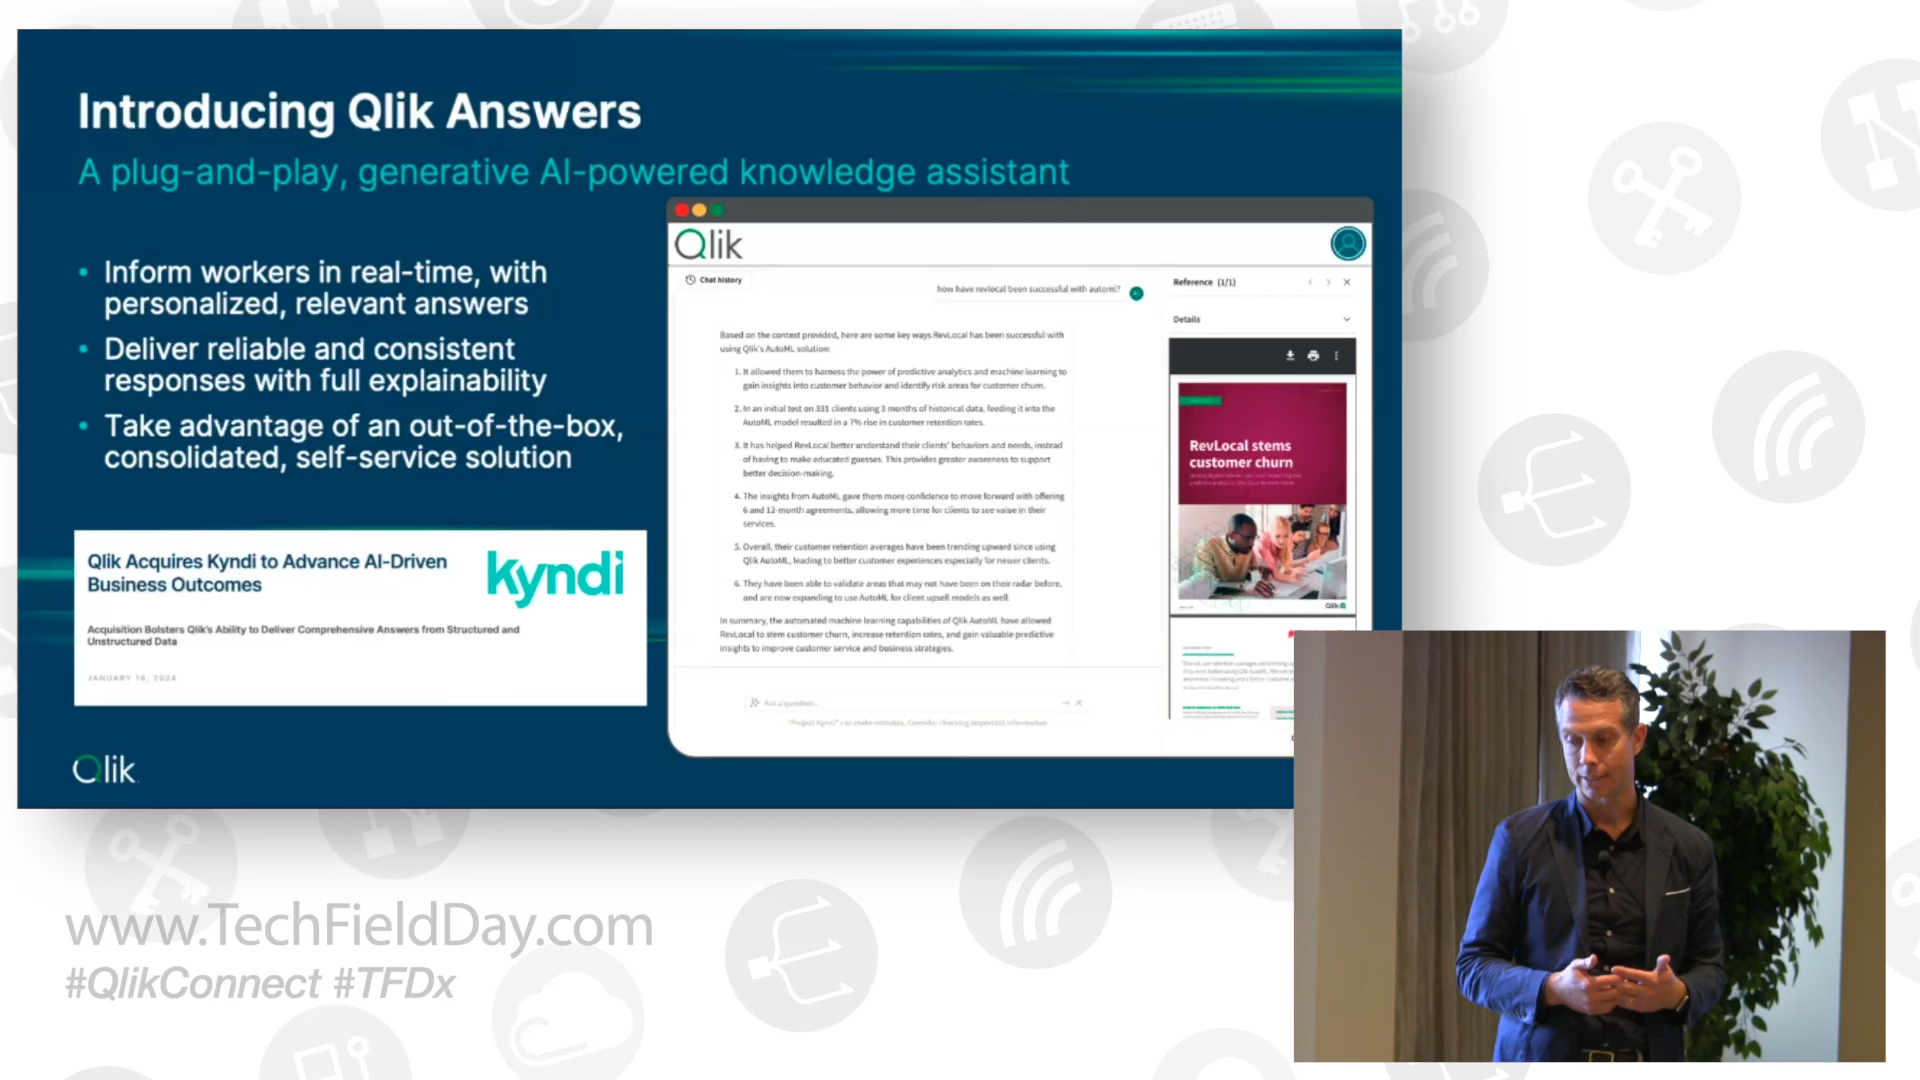 Introducing Qlik Answers
A plug-and-play, generative AI-powered knowledge assistant
• Inform workers in real-time, with
personalized, relevant answers
• Deliver reliable and consistent
responses with full explainability
• Take advantage of an out-of-the-box,
consolidated, self-service solution
Qlik Acquires Kyndi to Advance AI-Driven
Business Outcomes
kyndi
Acquisition Bolsters Qlik's Ability to Deliver Comprehensive Answers from Structured and
Unstructured Data
JANUARY 18, 2024
Qlik
Qlik
Chat history
how have revlocal been successful with automl?
Based on the context provided, here are some key ways RevLocal has been successful with
using Qlik's AutoML solution:
1. It allowed them to harness the power of predictive analytics and machine learning to
gain insights into customer behavior and identify risk areas for customer churn.
2. In an initial test on 331 clients using 3 months of historical data, feeding it into the
AutoML model resulted in a 7% rise in customer retention rates.
3. It has helped RevLocal better understand their clients' behaviors and needs, instead
of having to make educated guesses. This provides greater awareness to support
better decision-making.
4. The insights from AutoML gave them more confidence to move forward with offering
6 and 12-month agreements, allowing more time for clients to see value in their
services.
5. Overall, their customer retention averages have been trending upward since using
Qlik AutoML, leading to better customer experiences especially for newer clients.
6. They have been able to validate areas that may not have been on their radar before,
and are now expanding to use AutoML for client upsell models as well.
In summary, the automated machine learning capabilities of Qlik AutoML have allowed
RevLocal to stem customer churn, increase retention rates, and gain valuable predictive
insights to improve customer service and business strategies.
Ask a question...
"Project Kyndi" can make mistakes. Consider checking important information.
Reference (1/1)
Details
RevLocal stems
customer churn
Qlik
www.TechFieldDay.com
#QlikConnect #TFDx